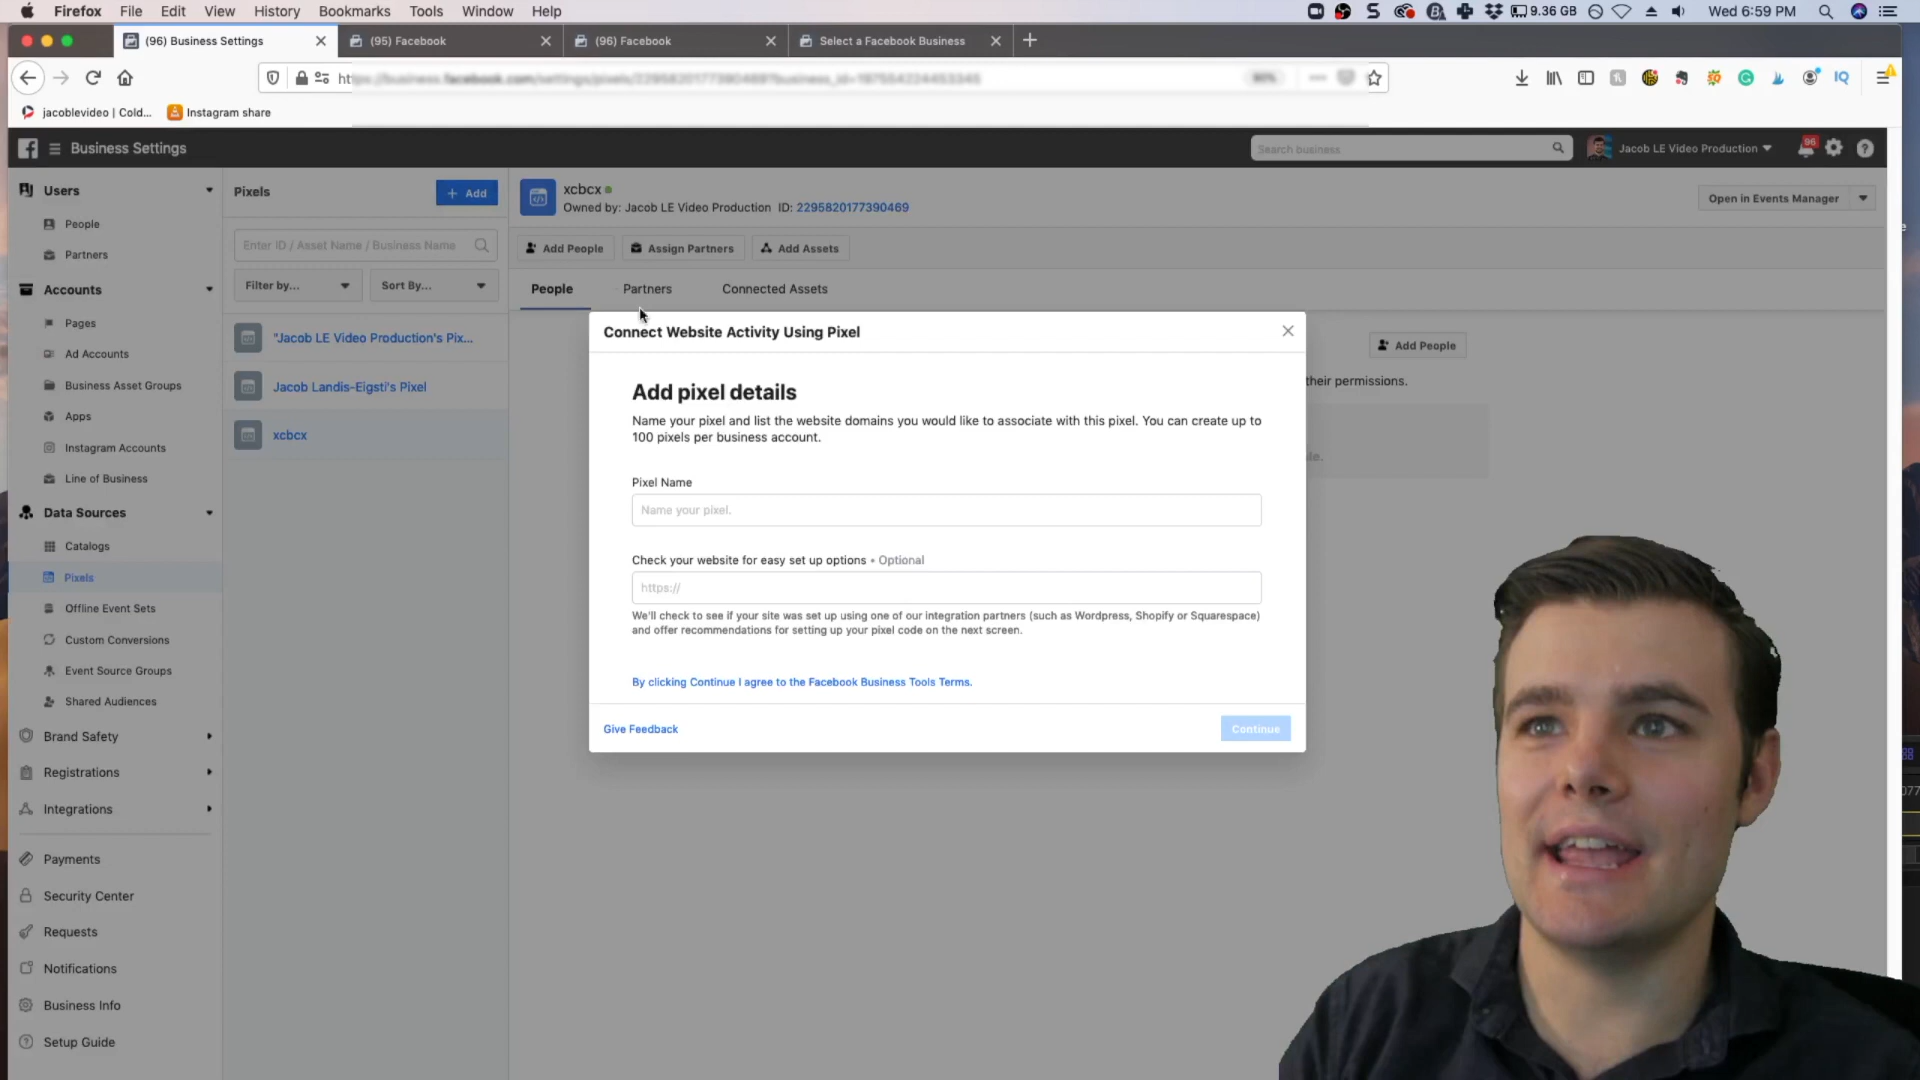 Firefox File Edit View History Bookmarks Tools Window Help 9.36 GB Wed 6:59 PM
(96) Business Settings (95) Facebook (96) Facebook Select a Facebook Business
jacoblevideo | Cold... Instagram share
Business Settings Search business Jacob LE Video Production 96
Users
People
Partners
Accounts
Pages
Ad Accounts
Business Asset Groups
Apps
Instagram Accounts
Line of Business
Data Sources
Catalogs
Pixels
Offline Event Sets
Custom Conversions
Event Source Groups
Shared Audiences
Brand Safety
Registrations
Integrations
Payments
Security Center
Requests
Notifications
Business Info
Setup Guide
Pixels + Add
Enter ID / Asset Name / Business Name
Filter by... Sort By...
"Jacob LE Video Production's Pix...
Jacob Landis-Eigsti's Pixel
xcbcx
xcbcx
Owned by: Jacob LE Video Production ID: 2295820177390469
Open in Events Manager
Add People Assign Partners Add Assets
People Partners Connected Assets
Add People
their permissions.
Connect Website Activity Using Pixel
Add pixel details
Name your pixel and list the website domains you would like to associate with this pixel. You can create up to
100 pixels per business account.
Pixel Name
Name your pixel.
Check your website for easy set up options • Optional
https://
We'll check to see if your site was set up using one of our integration partners (such as Wordpress, Shopify or Squarespace)
and offer recommendations for setting up your pixel code on the next screen.
By clicking Continue I agree to the Facebook Business Tools Terms.
Give Feedback Continue